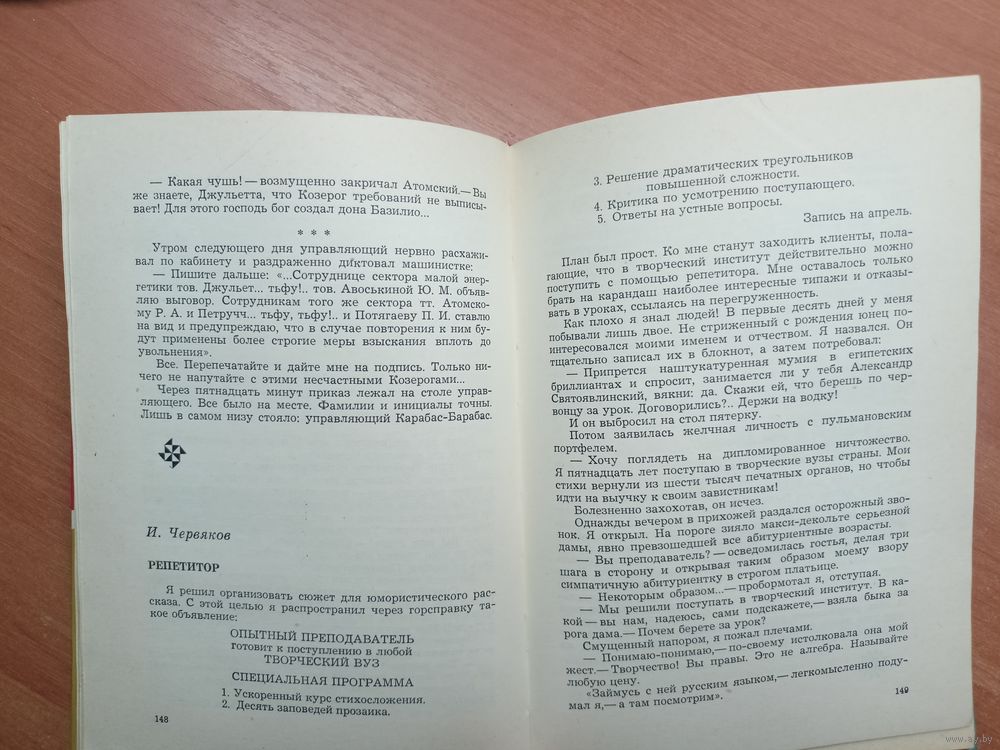 — Какая чушь! — возмущенно закричал Атомский.— Вы
же знаете, Джульетта, что Козерог требований не выписы-
вает! Для этого господь бог создал дона Базилио...
* * *
Утром следующего дня управляющий нервно расхажи-
вал по кабинету и раздраженно диктовал машинистке:
— Пишите дальше: «...Сотруднице сектора малой энер-
гетики тов. Джульет... тьфу!.. тов. Авоськиной Ю. М. объяв-
ляю выговор. Сотрудникам того же сектора тт. Атомско-
му Р. А. и Петручч... тьфу, тьфу!.. и Потягаеву П. И. ставлю
на вид и предупреждаю, что в случае повторения к ним бу-
дут применены более строгие меры взыскания вплоть до
увольнения».
Все. Перепечатайте и дайте мне на подпись. Только ни-
чего не напутайте с этими несчастными Козерогами...
Через пятнадцать минут приказ лежал на столе управ-
ляющего. Все было на месте. Фамилии и инициалы точны.
Лишь в самом низу стояло: управляющий Карабас-Барабас.
И. Червяков
РЕПЕТИТОР
Я решил организовать сюжет для юмористического рас-
сказа. С этой целью я распространил через горсправку та-
кое объявление:
ОПЫТНЫЙ ПРЕПОДАВАТЕЛЬ
готовит к поступлению в любой
ТВОРЧЕСКИЙ ВУЗ
СПЕЦИАЛЬНАЯ ПРОГРАММА
1. Ускоренный курс стихосложения.
2. Десять заповедей прозаика.
148
3. Решение драматических треугольников
повышенной сложности.
4. Критика по усмотрению поступающего.
5. Ответы на устные вопросы.
Запись на апрель.
План был прост. Ко мне станут заходить клиенты, пола-
гающие, что в творческий институт действительно можно
поступить с помощью репетитора. Мне оставалось только
брать на карандаш наиболее интересные типажи и отказы-
вать в уроках, ссылаясь на перегруженность.
Как плохо я знал людей! В первые десять дней у меня
побывали лишь двое. Не стриженный с рождения юнец по-
интересовался моими именем и отчеством. Я назвался. Он
тщательно записал их в блокнот, а затем потребовал:
— Припрется наштукатуренная мумия в египетских
бриллиантах и спросит, занимается ли у тебя Александр
Святоявлинский, вякни: да. Скажи ей, что берешь по чер-
вонцу за урок. Договорились?.. Держи на водку!
И он выбросил на стол пятерку.
Потом заявилась желчная личность с пульмановским
портфелем.
— Хочу поглядеть на дипломированное ничтожество.
Я пятнадцать лет поступаю в творческие вузы страны. Мои
стихи вернули из шести тысяч печатных органов, но чтобы
идти на выучку к своим завистникам!
Болезненно захохотав, он исчез.
Однажды вечером в прихожей раздался осторожный зво-
нок. Я открыл. На пороге зияло макси-декольте серьезной
дамы, явно превзошедшей все абитуриентные возрасты.
— Вы преподаватель? — осведомилась гостья, делая три
шага в сторону и открывая таким образом моему взору
симпатичную абитуриентку в строгом платьице.
— Некоторым образом...— пробормотал я, отступая.
— Мы решили поступать в творческий институт. В ка-
кой — вы нам, надеюсь, сами подскажете,— взяла быка за
рога дама.— Почем берете за урок?
Смущенный напором, я пожал плечами.
— Понимаю-понимаю,— по-своему истолковала она мой
жест.— Творчество! Вы правы. Это не алгебра. Называйте
любую цену.
«Займусь с ней русским языком,— легкомысленно поду-
мал я,— а там посмотрим».
149
www.ay.by